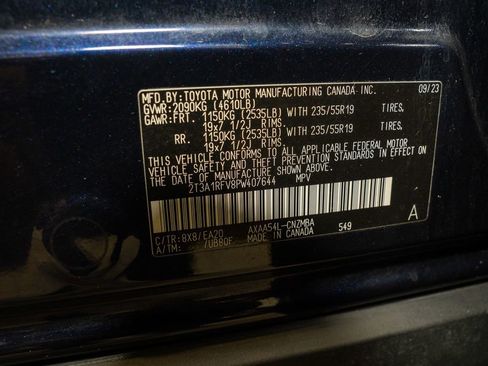 MFD.BY:TOYOTA MOTOR MANUFACTURING CANADA INC.
GVWR:2090KG (4610LB) 09/23
GAWR:FRT. 1150KG (2535LB) WITH 235/55R19 TIRES,
19x7 1/2J RIMS.
RR. 1150KG (2535LB) WITH 235/55R19 TIRES,
19x7 1/2J RIMS.
THIS VEHICLE CONFORMS TO ALL APPLICABLE FEDERAL MOTOR
VEHICLE SAFETY AND THEFT PREVENTION STANDARDS IN EFFECT
ON THE DATE OF MANUFACTURE SHOWN ABOVE.
2T3A1RFV8PW407644 MPV
C/TR:8X8/EA20 AXAA54L-CNZMBA A
A/TM: /UB80F MADE IN CANADA 549